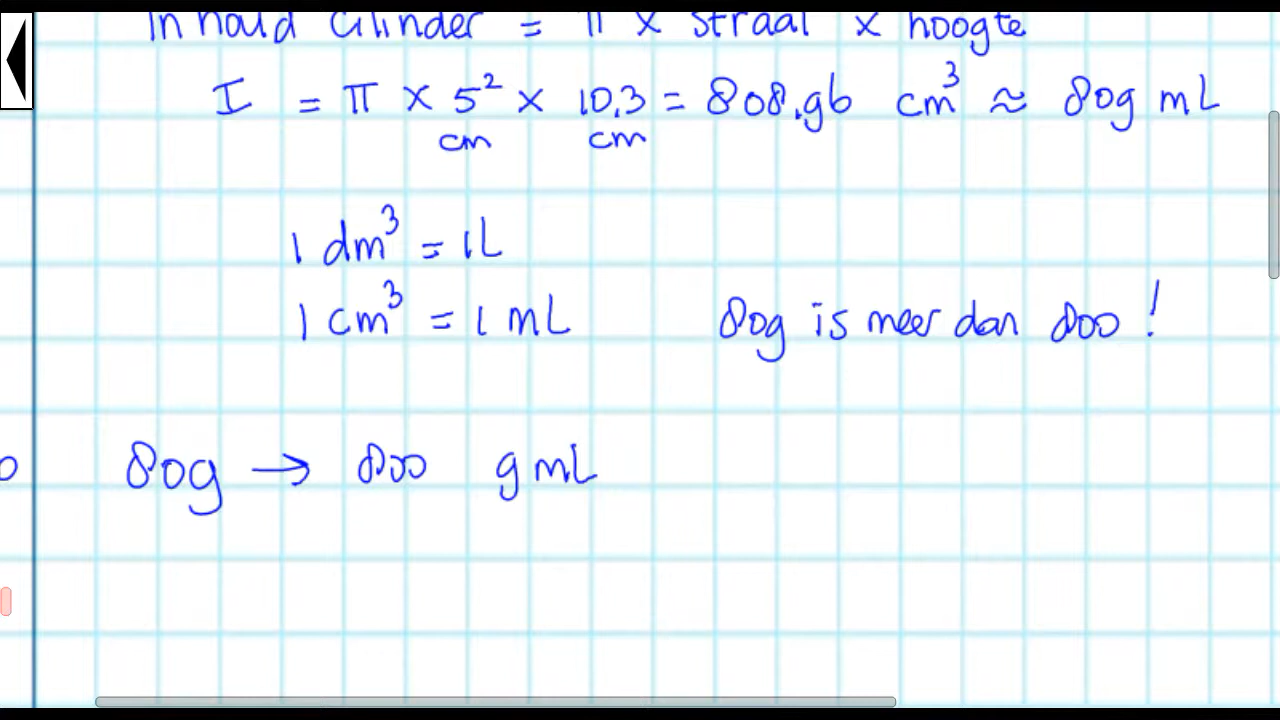 Inhoud cilinder = π x straal x hoogte
I = π x 5² x 10,3 = 808,96 cm³ ≈ 809 mL
cm cm
1 dm³ = 1L
1 cm³ = 1 mL 809 is meer dan 800 !
809 → 800 9 mL